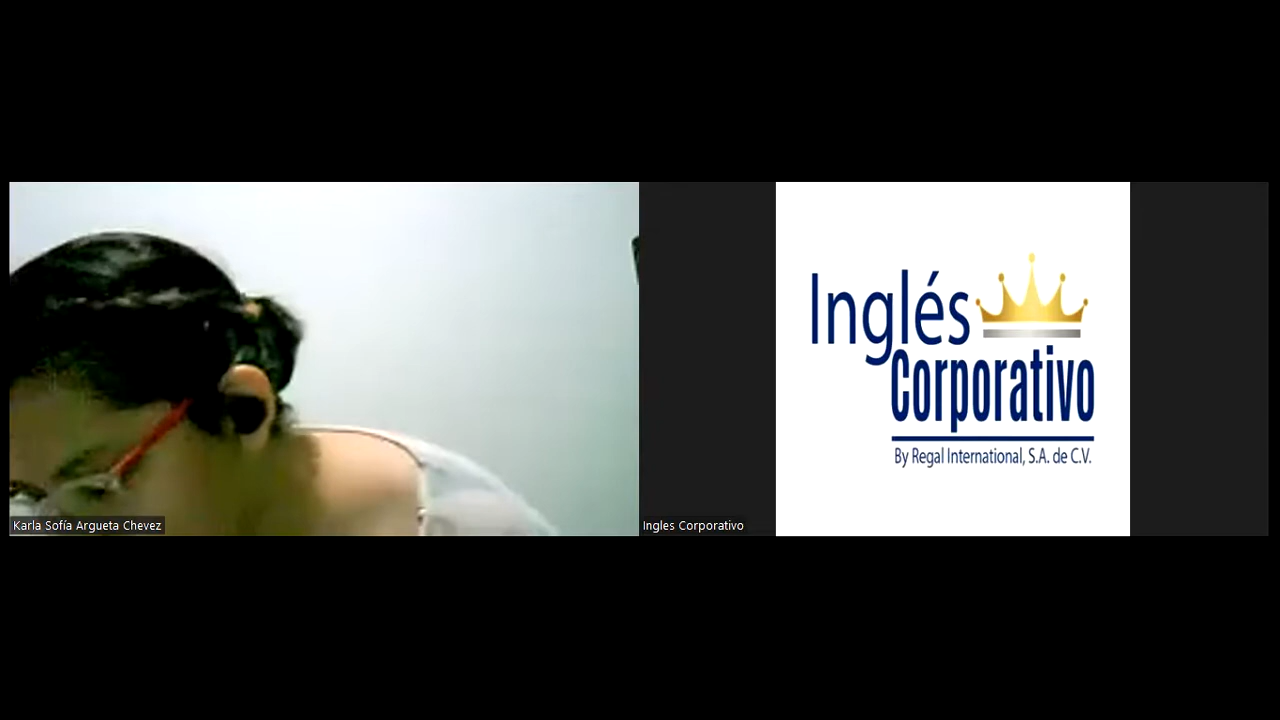 Inglés
Corporativo
By Regal International, S.A. de C.V.
Karla Sofía Argueta Chevez
Ingles Corporativo